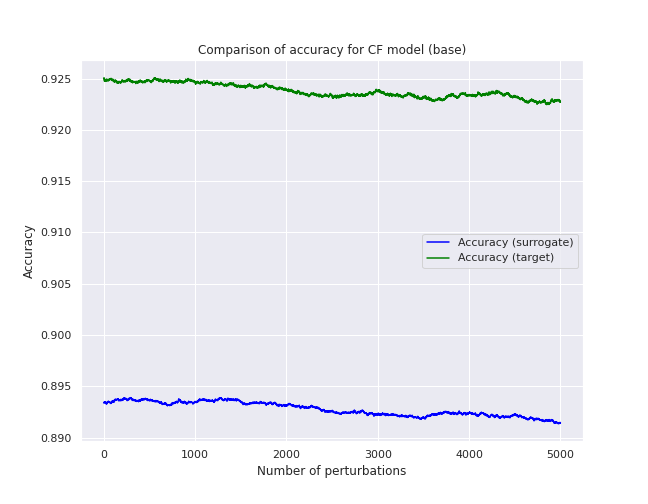 Comparison of accuracy for CF model (base)
0.925
0.920
0.915
0.910
0.905
0.900
0.895
0.890
Accuracy
Accuracy (surrogate)
Accuracy (target)
0 1000 2000 3000 4000 5000
Number of perturbations